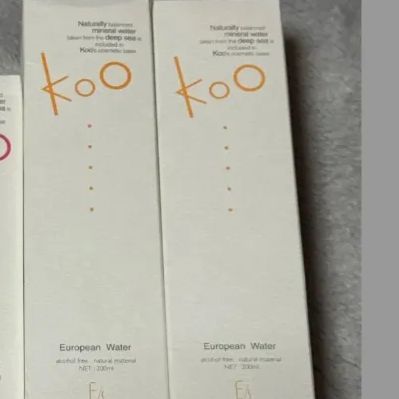 Naturally balanced
mineral water
taken from the deep sea is
included in
Koo's cosmetic bases
Koo
European Water
alcohol free . natural material
NET : 200ml
Naturally balanced
mineral water
taken from the deep sea is
included in
Koo's cosmetic bases
Koo
European Water
alcohol free . natural material
NET : 200ml